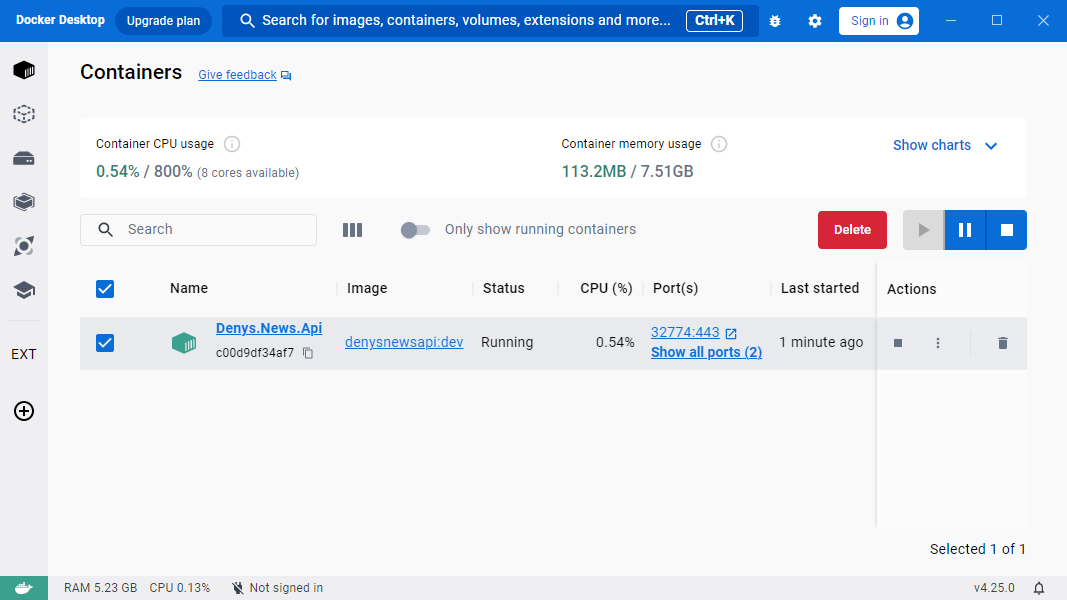 Docker Desktop Upgrade plan Search for images, containers, volumes, extensions and more... Ctrl+K Sign in
Containers Give feedback
Container CPU usage Container memory usage Show charts
0.54% / 800% (8 cores available) 113.2MB / 7.51GB
Search Only show running containers Delete
Name Image Status CPU (%) Port(s) Last started Actions
Denys.News.Api denysnewsapi:dev Running 0.54% 32774:443 1 minute ago
c00d9df34af7 Show all ports (2)
EXT
Selected 1 of 1
RAM 5.23 GB CPU 0.13% Not signed in v4.25.0